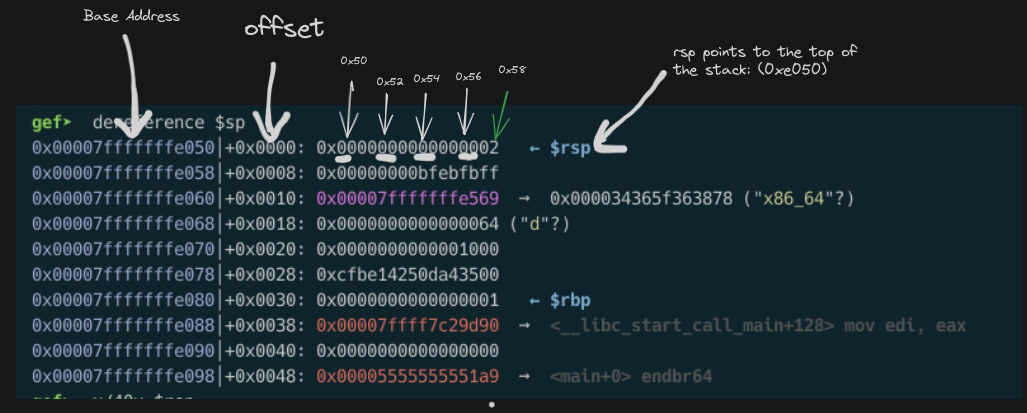 Base Address
offset
0x50
0x52
0x54
0x56
0x58
rsp points to the top of
the stack: (0xe050)
gef➤ dereference $sp
0x00007fffffffe050│+0x0000: 0x0000000000000002 ← $rsp
0x00007fffffffe058│+0x0008: 0x00000000bfebfbff
0x00007fffffffe060│+0x0010: 0x00007fffffffe569 → 0x000034365f363878 ("x86_64"?)
0x00007fffffffe068│+0x0018: 0x0000000000000064 ("d"?)
0x00007fffffffe070│+0x0020: 0x0000000000001000
0x00007fffffffe078│+0x0028: 0xcfbe14250da43500
0x00007fffffffe080│+0x0030: 0x0000000000000001 ← $rbp
0x00007fffffffe088│+0x0038: 0x00007ffff7c29d90 → <__libc_start_call_main+128> mov edi, eax
0x00007fffffffe090│+0x0040: 0x0000000000000000
0x00007fffffffe098│+0x0048: 0x00005555555551a9 → <main+0> endbr64